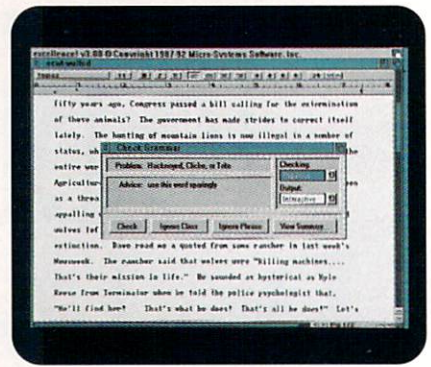 excellence! v3.00 © Copyright 1987-92 Micro-Systems Software, Inc.
fifty years ago, Congress passed a bill calling for the extermination
of these animals? The government has made strides to correct itself
lately. The hunting of mountain lions is now illegal in a number of
Check Grammar
entire
Problem: Hackneyed, Cliche, or Trite
Checking:
Agricultur
Advice: use this word sparingly
Output:
as a threa
Interactive
appalling
Check
Ignore Class
Ignore Phrase
View Summary
wolves lef
extinction. Dave read me a quoted from some rancher in last week's
Newsweek. The rancher said that wolves were "Killing machines....
That's their mission in life." He sounded as hysterical as Kyle
Reese from Terminator when he told the police psychologist that,
"He'll find her! That's what he does! That's all he does!" Let's